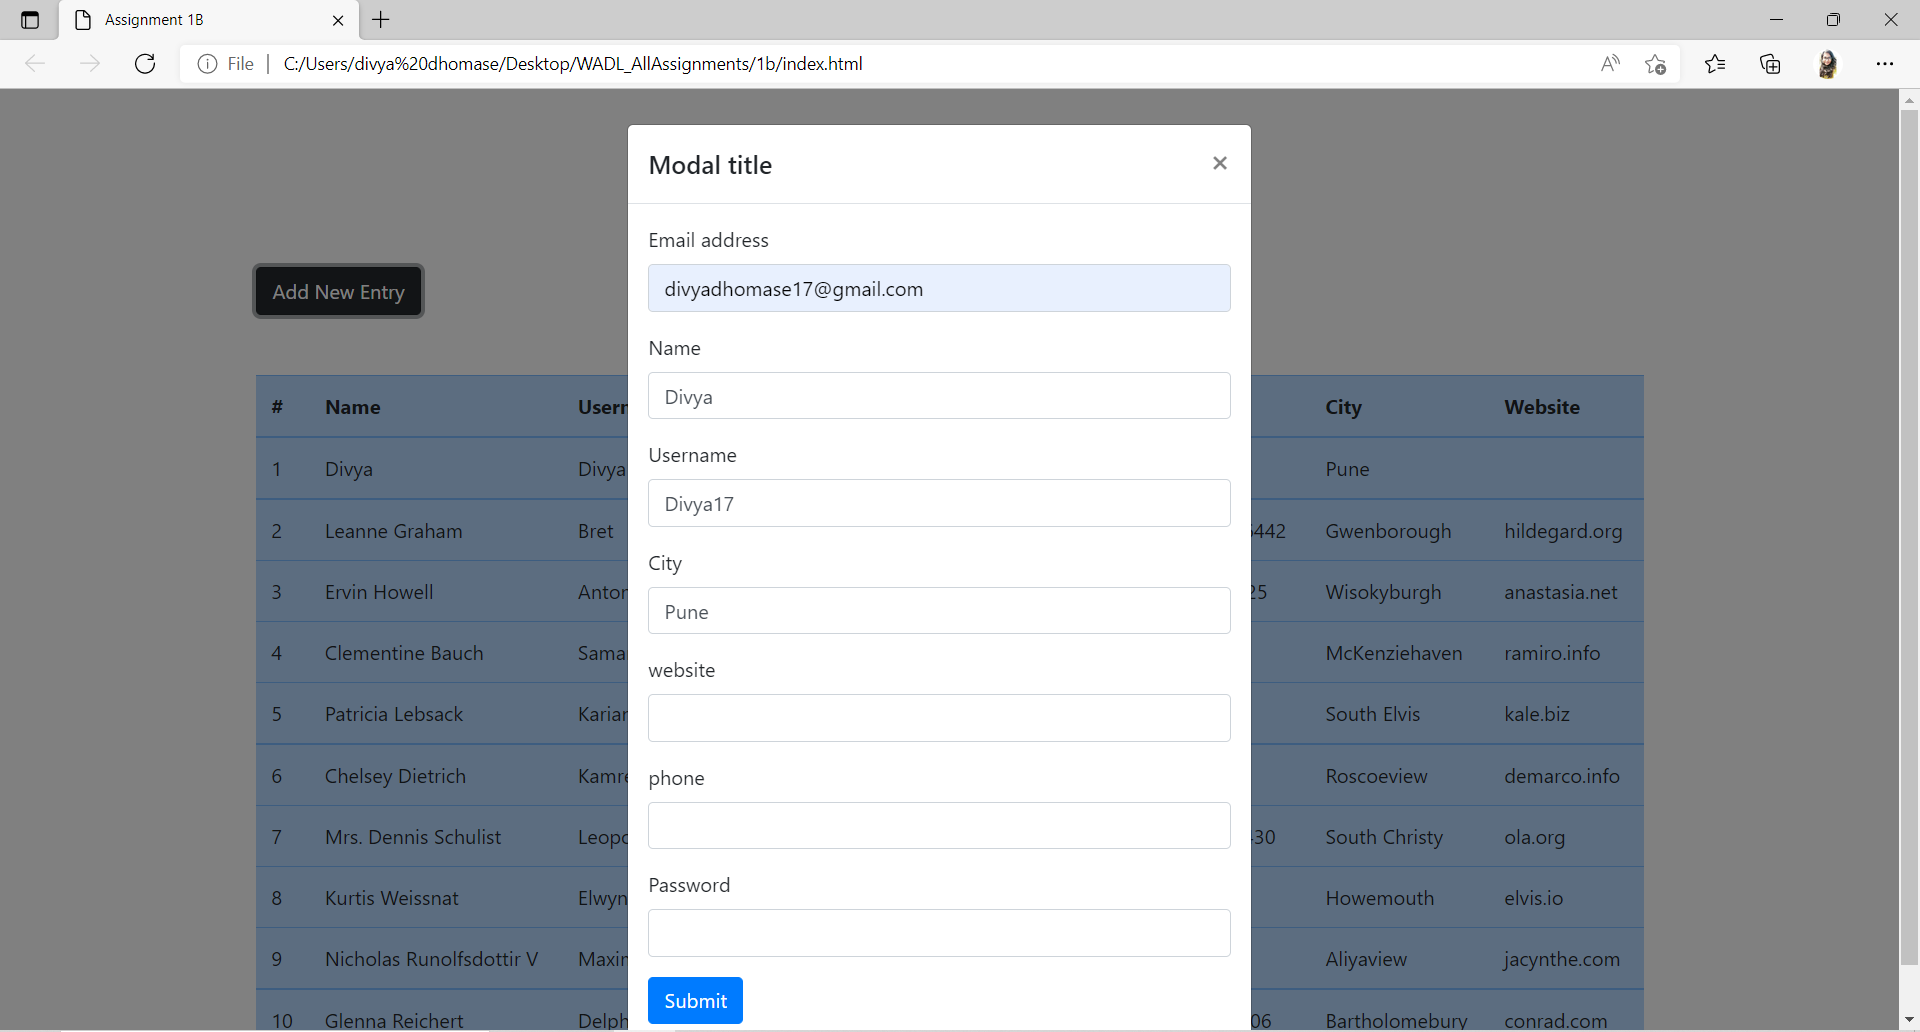 Assignment 1B
File
C:/Users/divya%20dhomase/Desktop/WADL_AllAssignments/1b/index.html
Modal title ×
Email address
divyadhomase17@gmail.com
Add New Entry
Name
Divya
Username
Divya17
City
Pune
website
phone
Password
Submit
# Name Usern City Website
1 Divya Divya Pune
2 Leanne Graham Bret 6442 Gwenborough hildegard.org
3 Ervin Howell Anton 25 Wisokyburgh anastasia.net
4 Clementine Bauch Sama McKenziehaven ramiro.info
5 Patricia Lebsack Karian South Elvis kale.biz
6 Chelsey Dietrich Kamre Roscoeview demarco.info
7 Mrs. Dennis Schulist Leopo 430 South Christy ola.org
8 Kurtis Weissnat Elwyn Howemouth elvis.io
9 Nicholas Runolfsdottir V Maxim Aliyaview jacynthe.com
10 Glenna Reichert Delph 06 Bartholomebury conrad.com